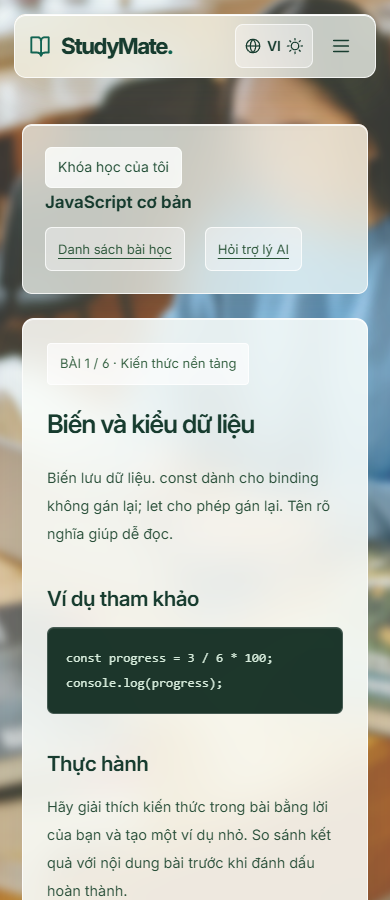 StudyMate.
VI
Khóa học của tôi
JavaScript cơ bản
Danh sách bài học
Hỏi trợ lý AI
BÀI 1 / 6 · Kiến thức nền tảng
Biến và kiểu dữ liệu
Biến lưu dữ liệu. const dành cho binding
không gán lại; let cho phép gán lại. Tên rõ
nghĩa giúp dễ đọc.
Ví dụ tham khảo
const progress = 3 / 6 * 100;
console.log(progress);
Thực hành
Hãy giải thích kiến thức trong bài bằng lời
của bạn và tạo một ví dụ nhỏ. So sánh kết
quả với nội dung bài trước khi đánh dấu
hoàn thành.